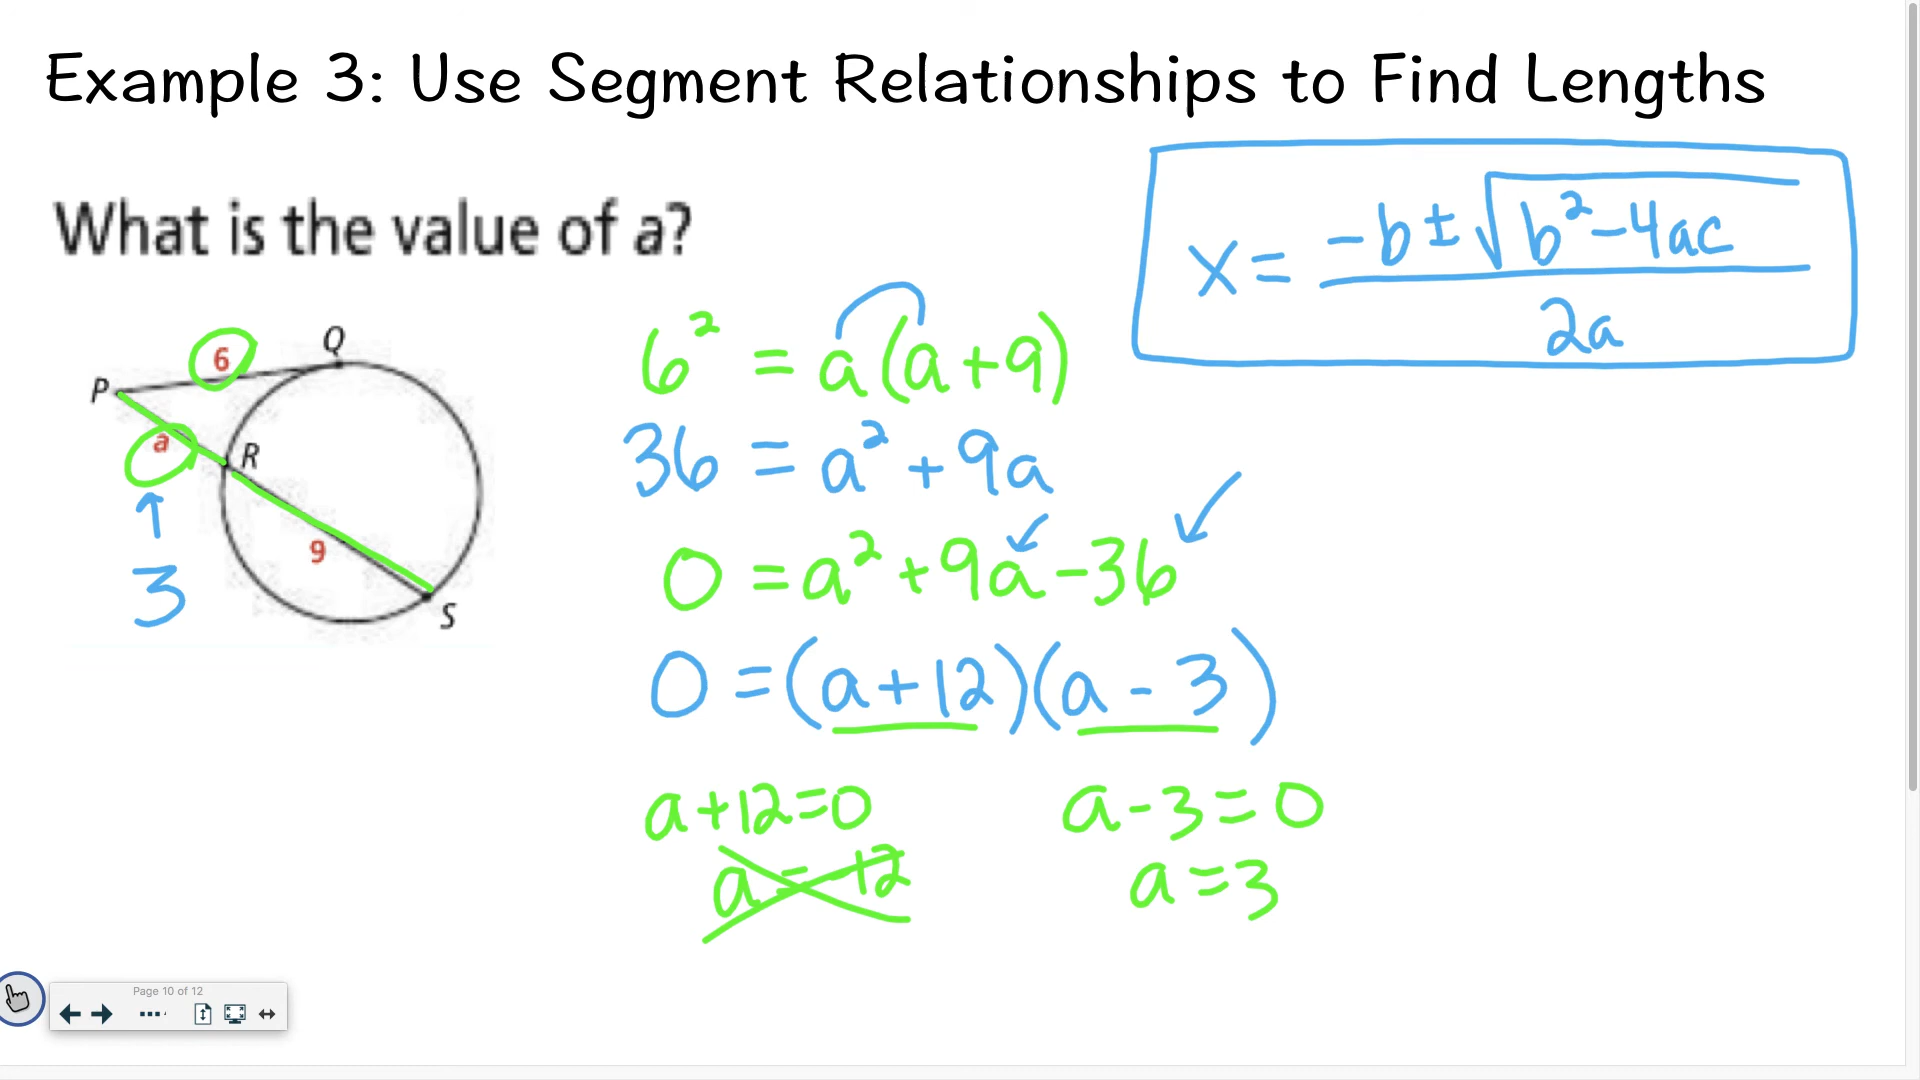 Example 3: Use Segment Relationships to Find Lengths
What is the value of a?
x = -b ± √b² - 4ac
2a
P
6
Q
a
R
9
S
↑
3
6² = a(a + 9)
36 = a² + 9a
0 = a² + 9a - 36
0 = (a + 12)(a - 3)
a + 12 = 0
a = -12
a - 3 = 0
a = 3
Page 10 of 12